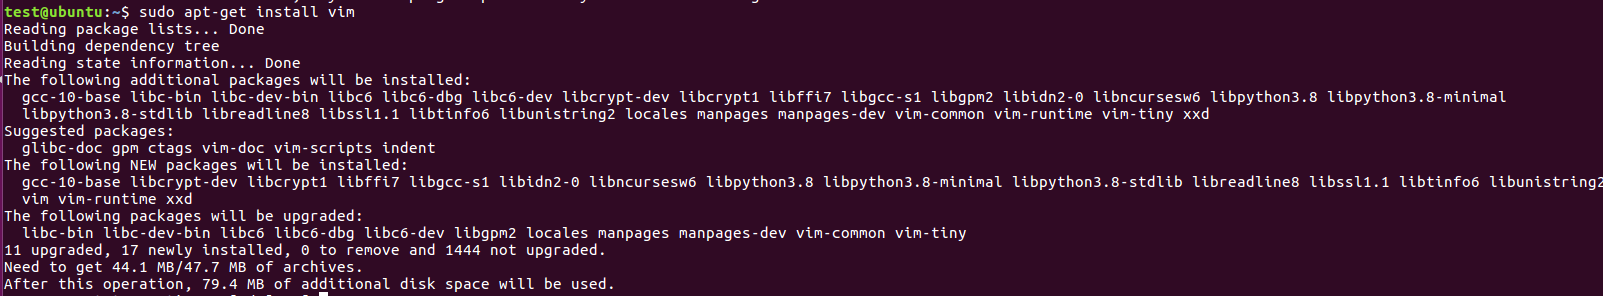 test@ubuntu:~$ sudo apt-get install vim
Reading package lists... Done
Building dependency tree
Reading state information... Done
The following additional packages will be installed:
  gcc-10-base libc-bin libc-dev-bin libc6 libc6-dbg libc6-dev libcrypt-dev libcrypt1 libffi7 libgcc-s1 libgpm2 libidn2-0 libncursesw6 libpython3.8 libpython3.8-minimal
  libpython3.8-stdlib libreadline8 libssl1.1 libtinfo6 libunistring2 locales manpages manpages-dev vim-common vim-runtime vim-tiny xxd
Suggested packages:
  glibc-doc gpm ctags vim-doc vim-scripts indent
The following NEW packages will be installed:
  gcc-10-base libcrypt-dev libcrypt1 libffi7 libgcc-s1 libidn2-0 libncursesw6 libpython3.8 libpython3.8-minimal libpython3.8-stdlib libreadline8 libssl1.1 libtinfo6 libunistring2
  vim vim-runtime xxd
The following packages will be upgraded:
  libc-bin libc-dev-bin libc6 libc6-dbg libc6-dev libgpm2 locales manpages manpages-dev vim-common vim-tiny
11 upgraded, 17 newly installed, 0 to remove and 1444 not upgraded.
Need to get 44.1 MB/47.7 MB of archives.
After this operation, 79.4 MB of additional disk space will be used.